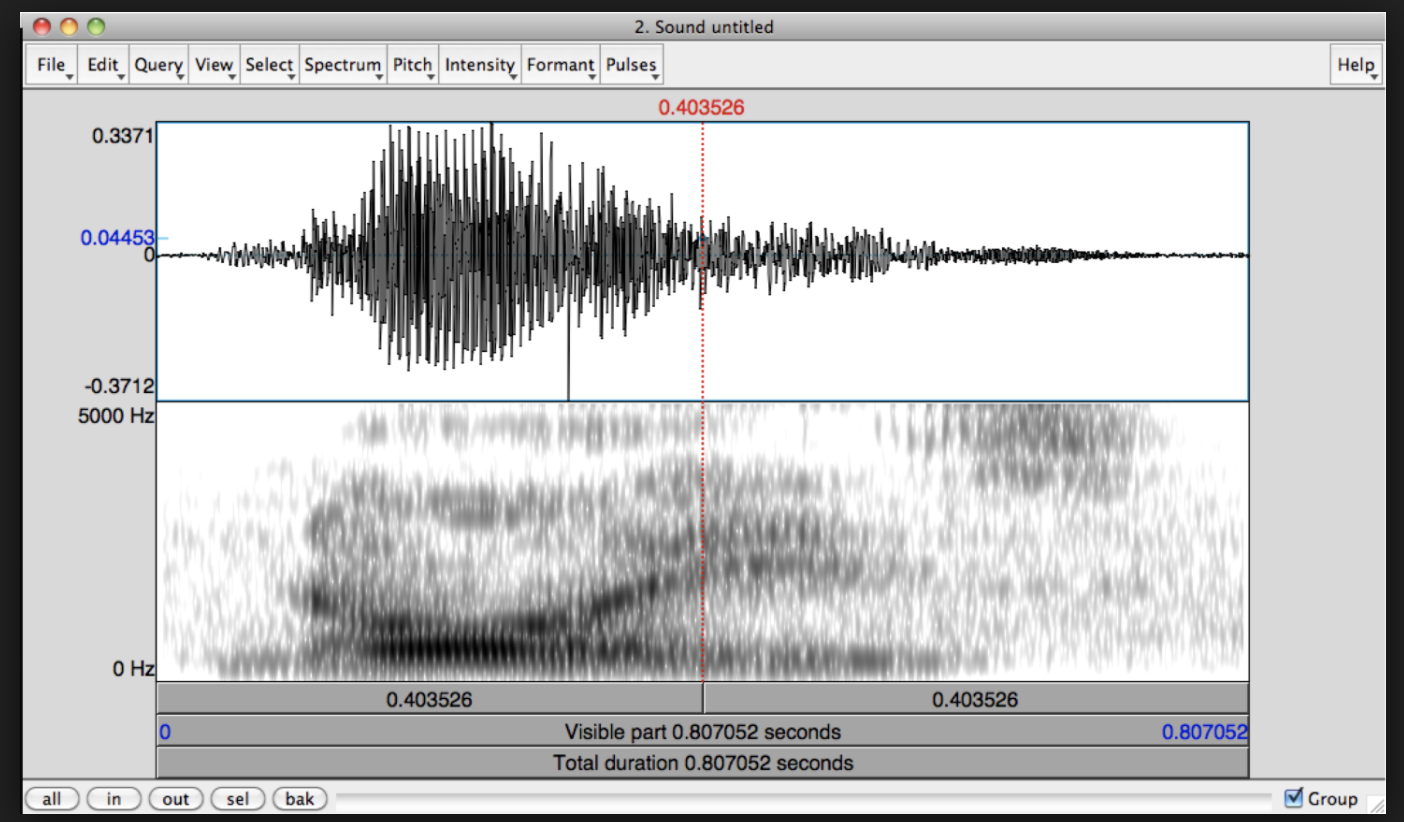 2. Sound untitled
File Edit Query View Select Spectrum Pitch Intensity Formant Pulses Help
0.403526
0.3371
0.04453
0
-0.3712
5000 Hz
0 Hz
0.403526 0.403526
0 Visible part 0.807052 seconds 0.807052
Total duration 0.807052 seconds
all in out sel bak Group